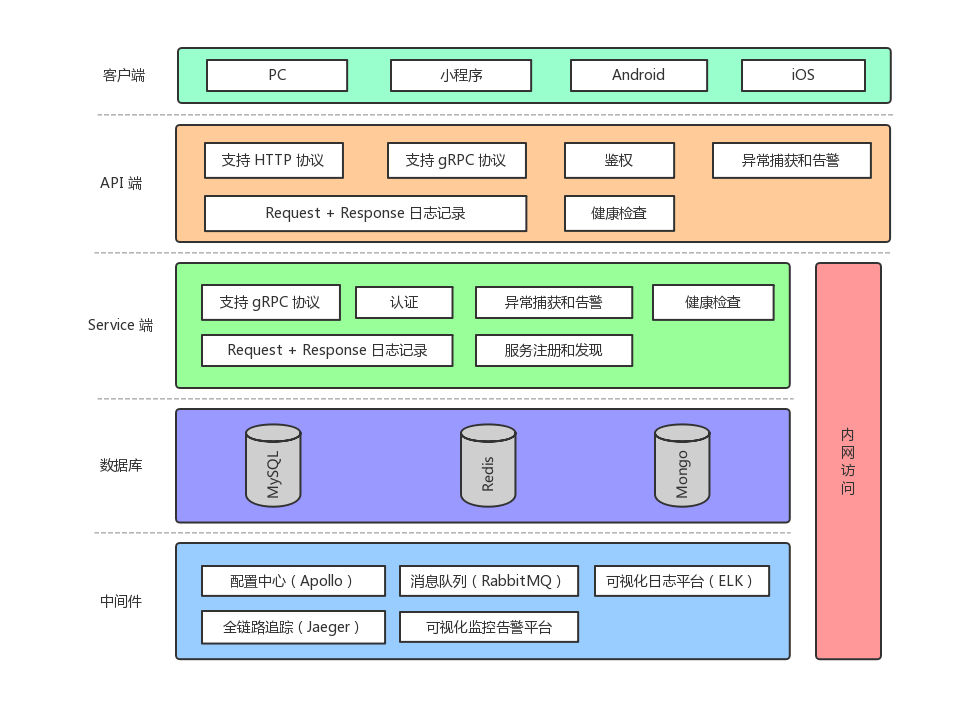 客户端
PC
小程序
Android
iOS
API 端
支持 HTTP 协议
支持 gRPC 协议
鉴权
异常捕获和告警
Request + Response 日志记录
健康检查
Service 端
支持 gRPC 协议
认证
异常捕获和告警
健康检查
Request + Response 日志记录
服务注册和发现
数据库
MySQL
Redis
Mongo
中间件
配置中心（Apollo）
消息队列（RabbitMQ）
可视化日志平台（ELK）
全链路追踪（Jaeger）
可视化监控告警平台
内
网
访
问